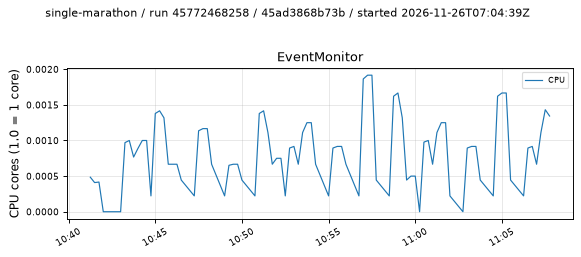 single-marathon / run 45772468258 / 45ad3868b73b / started 2026-11-26T07:04:39Z
EventMonitor
CPU
CPU cores (1.0 = 1 core)
0.0020
0.0015
0.0010
0.0005
0.0000
10:40
10:45
10:50
10:55
11:00
11:05